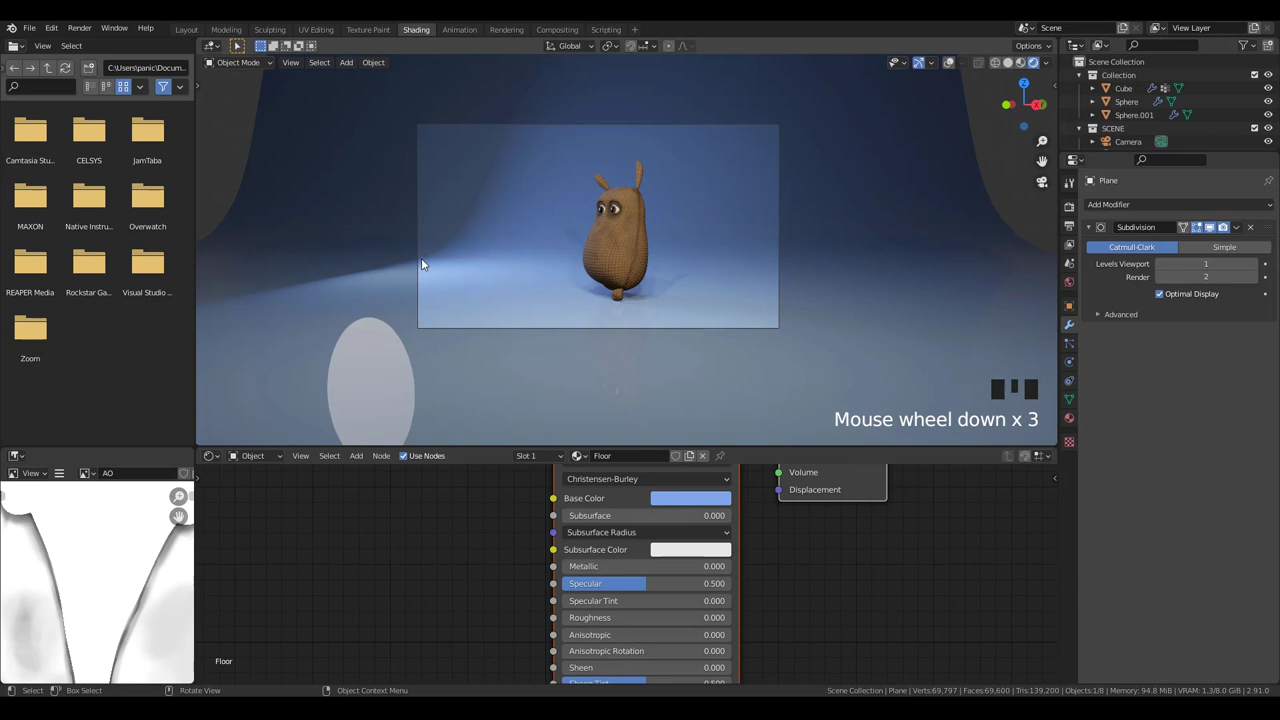 File Edit Render Window Help Layout Modeling Sculpting UV Editing Texture Paint Shading Animation Rendering Compositing Scripting + Scene View Layer
View Select Global Options
C:\Users\panic\Docum...
Object Mode View Select Add Object
Camtasia Stu... CELSYS JamTaba
MAXON Native Instru... Overwatch
REAPER Media Rockstar Ga... Visual Studio ...
Zoom
Z
X
Scene Collection
Collection
Cube
Sphere
Sphere.001
SCENE
Camera
Plane
Add Modifier
Subdivision
Catmull-Clark Simple
Levels Viewport 1
Render 2
Optimal Display
Advanced
Mouse wheel down x 3
View AO
Object View Select Add Node Use Nodes Slot 1 Floor
Christensen-Burley
Base Color
Subsurface 0.000
Subsurface Radius
Subsurface Color
Metallic 0.000
Specular 0.500
Specular Tint 0.000
Roughness 0.000
Anisotropic 0.000
Anisotropic Rotation 0.000
Sheen 0.000
Sheen Tint 0.500
Volume
Displacement
Floor
Select Box Select Rotate View Object Context Menu
Scene Collection | Plane | Verts:69,797 | Faces:69,600 | Tris:139,200 | Objects:1/8 | Memory: 94.8 MiB | VRAM: 1.3/8.0 GiB | 2.91.0